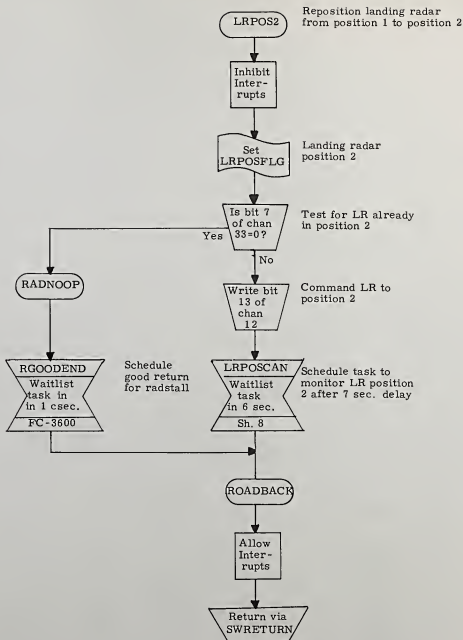 LRPOS2
Reposition landing radar
from position 1 to position 2
Inhibit
Inter-
rupts
Set
LRPOSFLG
Landing radar
position 2
Is bit 7
of chan
33=0?
Test for LR already
in position 2
Yes
No
RADNOOP
Write bit
13 of
chan
12
Command LR to
position 2
RGOODEND
Waitlist
task in
in 1 csec.
FC-3600
Schedule
good return
for radstall
LRPOSCAN
Waitlist
task
in 6 sec.
Sh. 8
Schedule task to
monitor LR position
2 after 7 sec. delay
ROADBACK
Allow
Inter-
rupts
Return via
SWRETURN